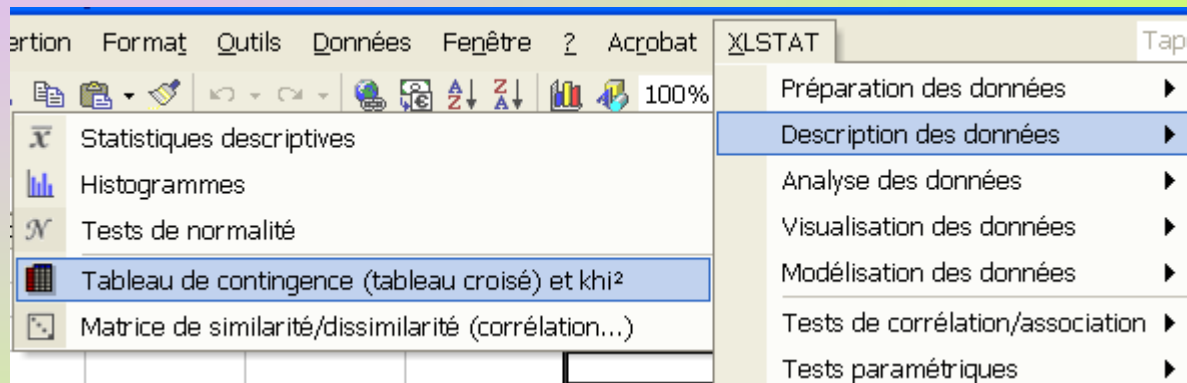 ertion Format Outils Données Fenêtre ? Acrobat XLSTAT Tap
100%
Préparation des données
Statistiques descriptives
Description des données
Histogrammes
Analyse des données
Tests de normalité
Visualisation des données
Tableau de contingence (tableau croisé) et khi²
Modélisation des données
Matrice de similarité/dissimilarité (corrélation...)
Tests de corrélation/association
Tests paramétriques